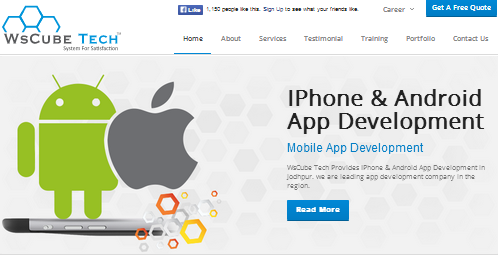 Like 1,150 people like this. Sign Up to see what your friends like.
Career
Get A Free Quote
WsCube Tech
System For Satisfaction
Home About Services Testimonial Training Portfolio Contact Us
IPhone & Android
App Development
Mobile App Development
WsCube Tech Provides iPhone & Android App Development in
Jodhpur. we are leading app development company in the
region.
Read More